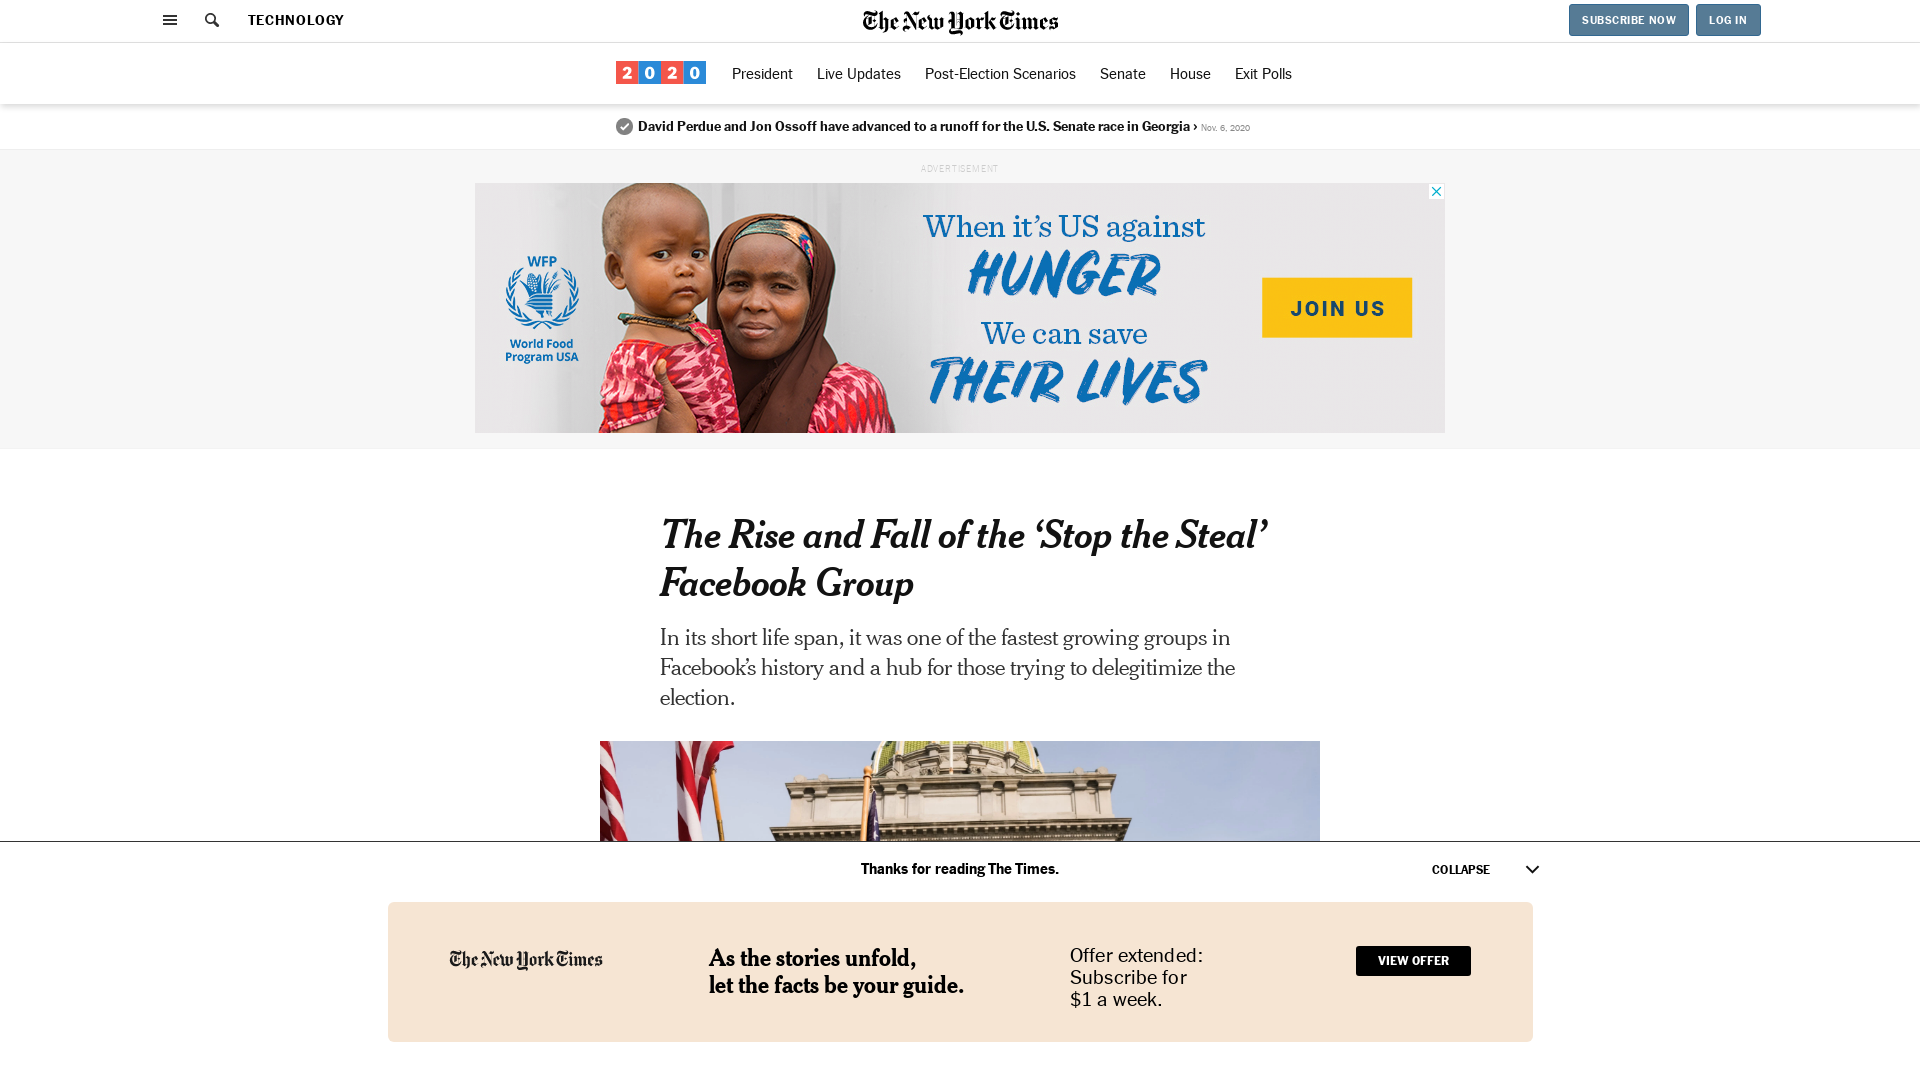 TECHNOLOGY
The New York Times
SUBSCRIBE NOW
LOG IN
2020
President
Live Updates
Post-Election Scenarios
Senate
House
Exit Polls
David Perdue and Jon Ossoff have advanced to a runoff for the U.S. Senate race in Georgia › Nov. 6, 2020
ADVERTISEMENT
WFP
World Food
Program USA
When it’s US against
HUNGER
We can save
THEIR LIVES
JOIN US
The Rise and Fall of the ‘Stop the Steal’
Facebook Group
In its short life span, it was one of the fastest growing groups in
Facebook’s history and a hub for those trying to delegitimize the
election.
Thanks for reading The Times.
COLLAPSE
The New York Times
As the stories unfold,
let the facts be your guide.
Offer extended:
Subscribe for
$1 a week.
VIEW OFFER